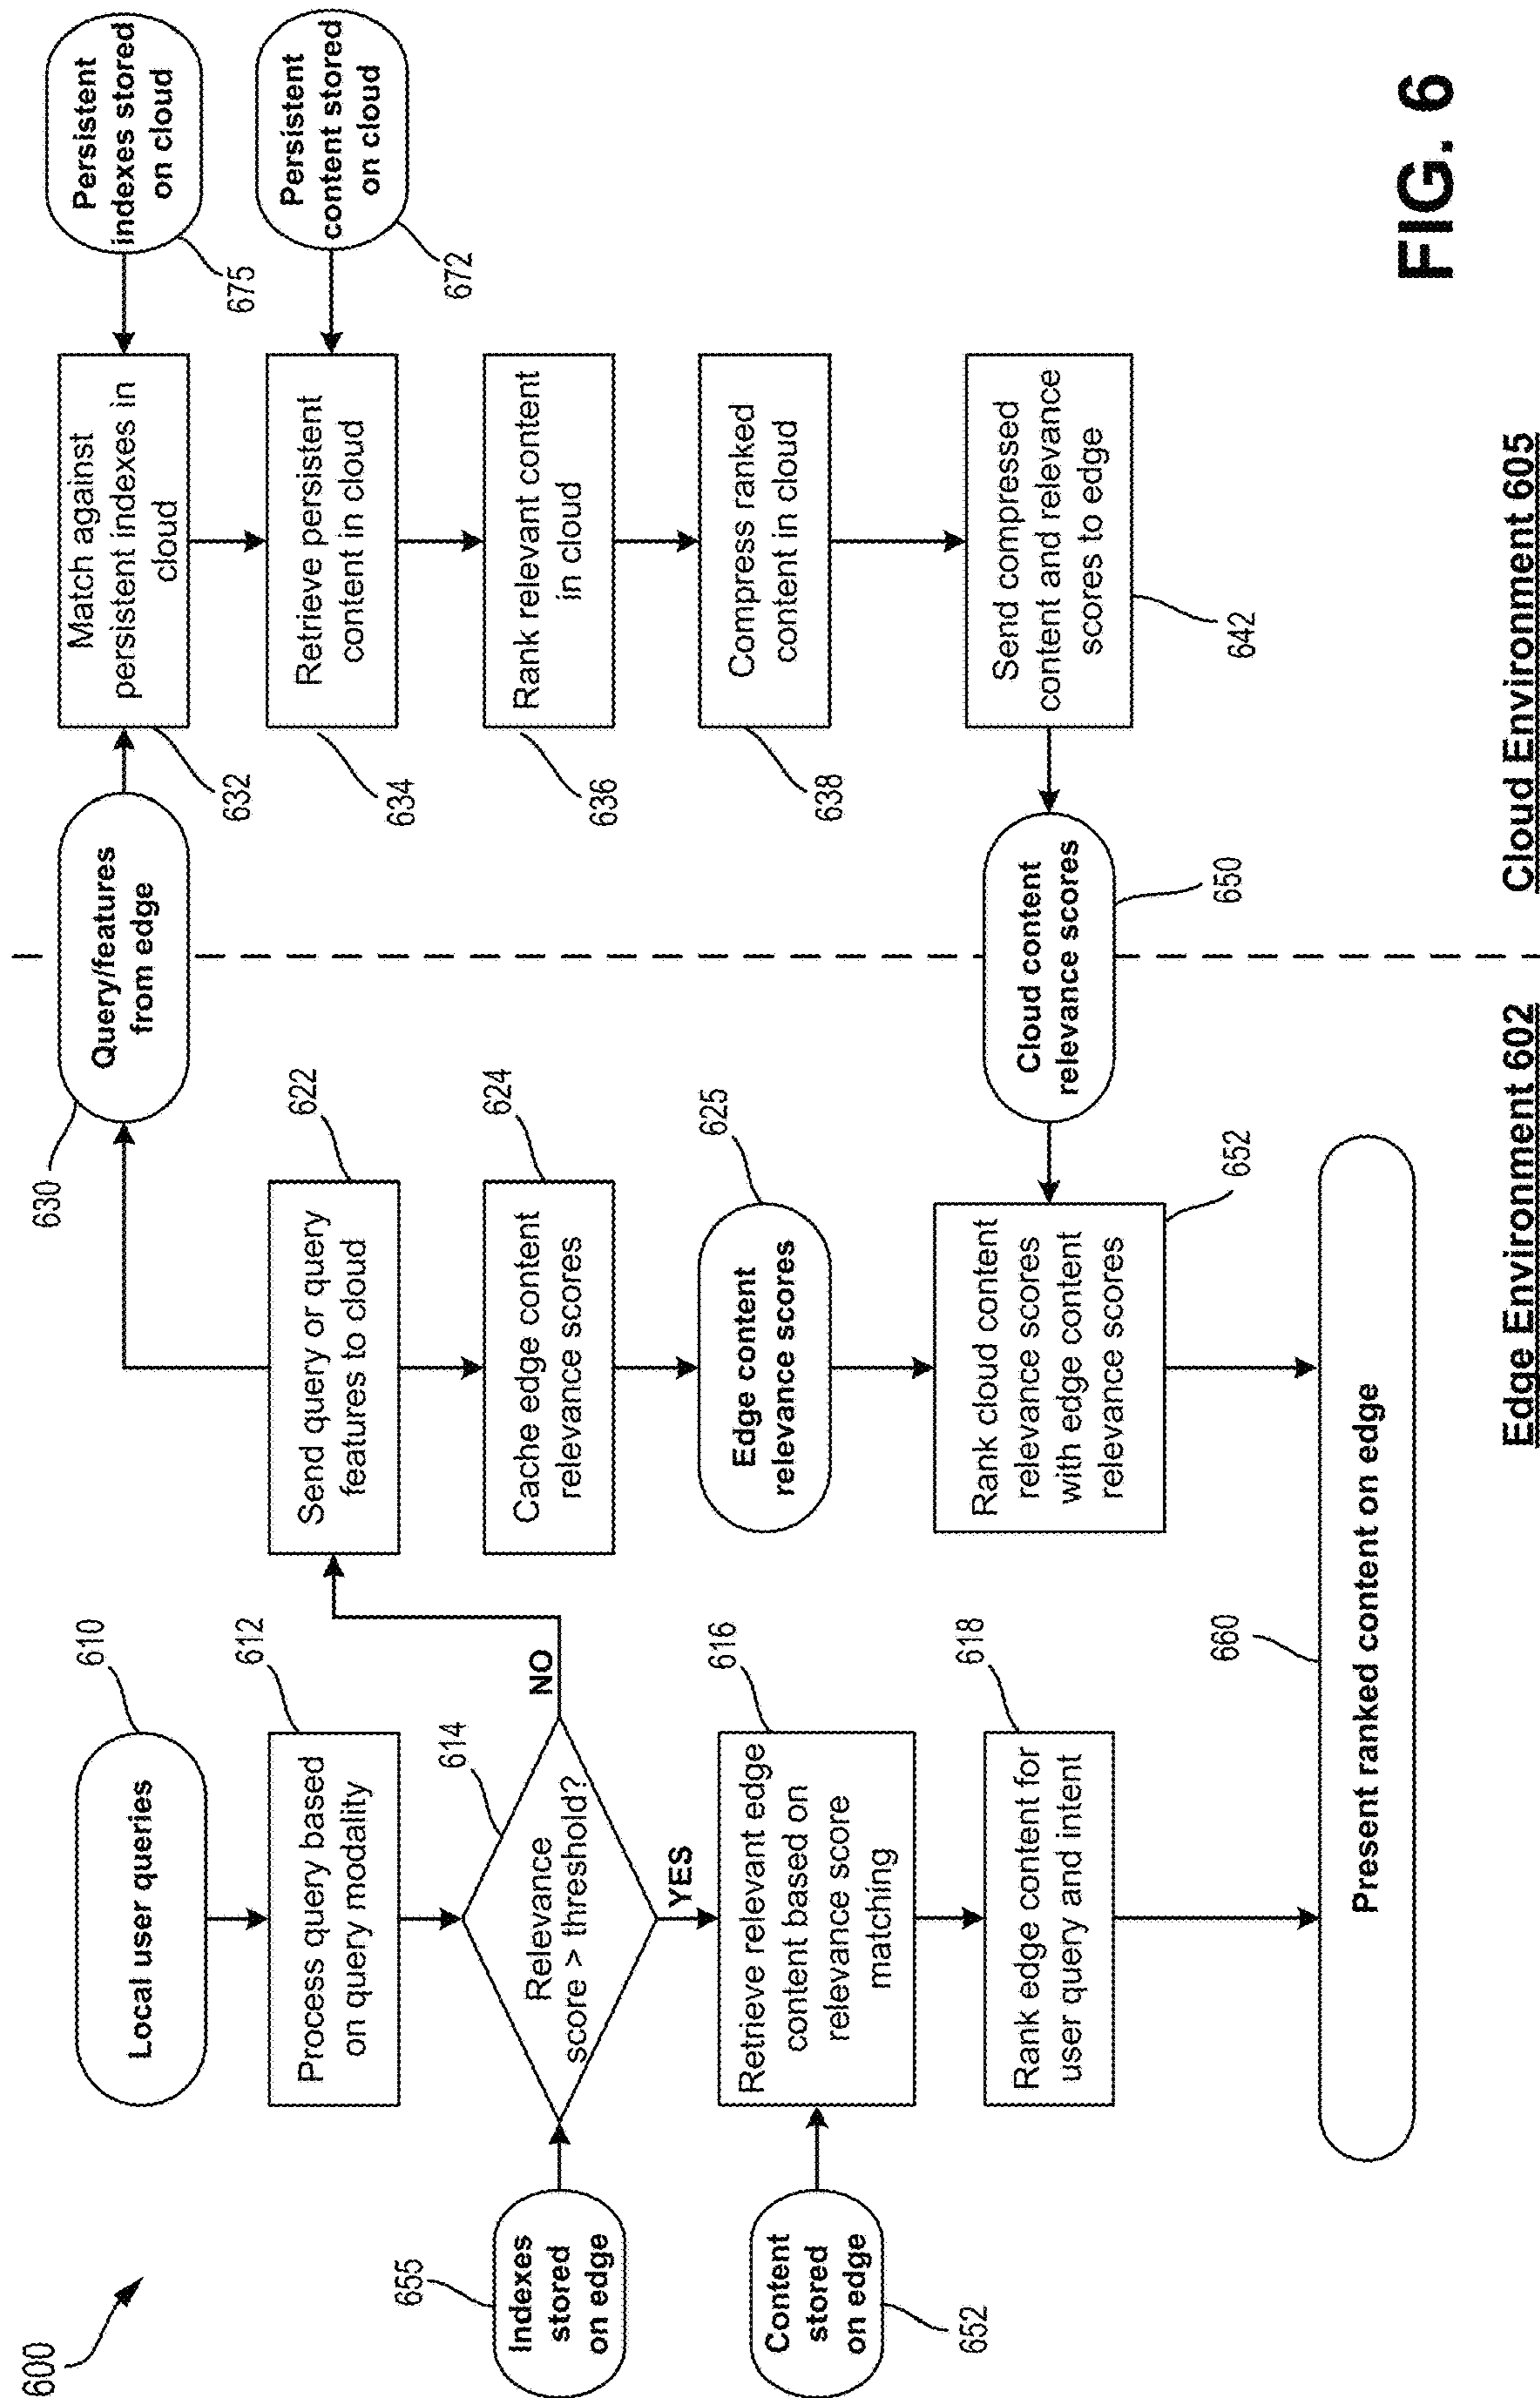 600
Local user queries
610
Process query based
on query modality
612
Indexes
stored
on edge
655
Relevance
score > threshold?
614
NO
YES
Content
stored
on edge
652
Retrieve relevant edge
content based on
relevance score
matching
616
Rank edge content for
user query and intent
618
Send query or query
features to cloud
622
Cache edge content
relevance scores
624
Edge content
relevance scores
625
Rank cloud content
relevance scores
with edge content
relevance scores
652
Present ranked content on edge
660
Query/features
from edge
630
Match against
persistent indexes in
cloud
632
Persistent
indexes stored
on cloud
675
Retrieve persistent
content in cloud
634
Persistent
content stored
on cloud
672
Rank relevant content
in cloud
636
Compress ranked
content in cloud
638
Send compressed
content and relevance
scores to edge
642
Cloud content
relevance scores
650
Edge Environment 602
Cloud Environment 605
FIG. 6